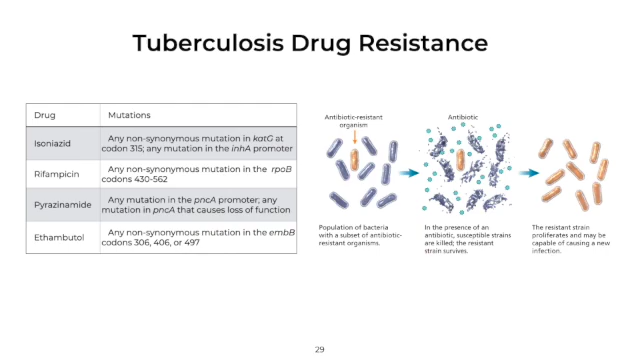 Tuberculosis Drug Resistance
Drug
Mutations
Isoniazid
Any non-synonymous mutation in katG at
codon 315; any mutation in the inhA promoter
Rifampicin
Any non-synonymous mutation in the rpoB
codons 430-562
Pyrazinamide
Any mutation in the pncA promoter; any
mutation in pncA that causes loss of function
Ethambutol
Any non-synonymous mutation in the embB
codons 306, 406, or 497
Antibiotic-resistant
organism
Antibiotic
Population of bacteria
with a subset of antibiotic-
resistant organisms.
In the presence of an
antibiotic, susceptible strains
are killed; the resistant
strain survives.
The resistant strain
proliferates and may be
capable of causing a new
infection.
29